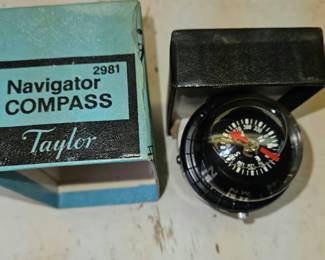 2981
Navigator
COMPASS
Taylor
N